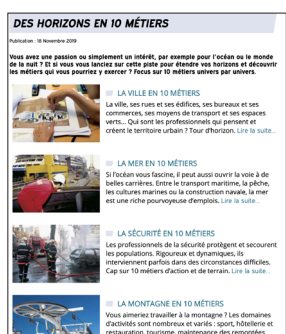 DES HORIZONS EN 10 MÉTIERS
Publication : 18 Novembre 2019
Vous avez une passion ou simplement un intérêt, par exemple pour l'océan ou le monde
de la nuit ? Et si vous vous lanciez sur cette piste pour étendre vos horizons et découvrir
les métiers qui vous pourriez y exercer ? Focus sur 10 métiers univers par univers.
LA VILLE EN 10 MÉTIERS
La ville, ses rues et ses édifices, ses bureaux et ses
commerces, ses moyens de transport et ses espaces
verts... Qui sont les professionnels qui pensent et
créent le territoire urbain ? Tour d'horizon. Lire la suite...
LA MER EN 10 MÉTIERS
Si l'océan vous fascine, il peut aussi ouvrir la voie à de
belles carrières. Entre le transport maritime, la pêche,
les cultures marines ou la construction navale, la mer
est une riche pourvoyeuse d'emplois. Lire la suite...
LA SÉCURITÉ EN 10 MÉTIERS
Les professionnels de la sécurité protègent et secourent
les populations. Rigoureux et dynamiques, ils
interviennent parfois dans des circonstances difficiles.
Cap sur 10 métiers d'action et de terrain. Lire la suite...
LA MONTAGNE EN 10 MÉTIERS
Vous aimeriez travailler à la montagne ? Les domaines
d'activités sont nombreux et variés : sport, hôtellerie et
restauration, tourisme, maintenance des remontées